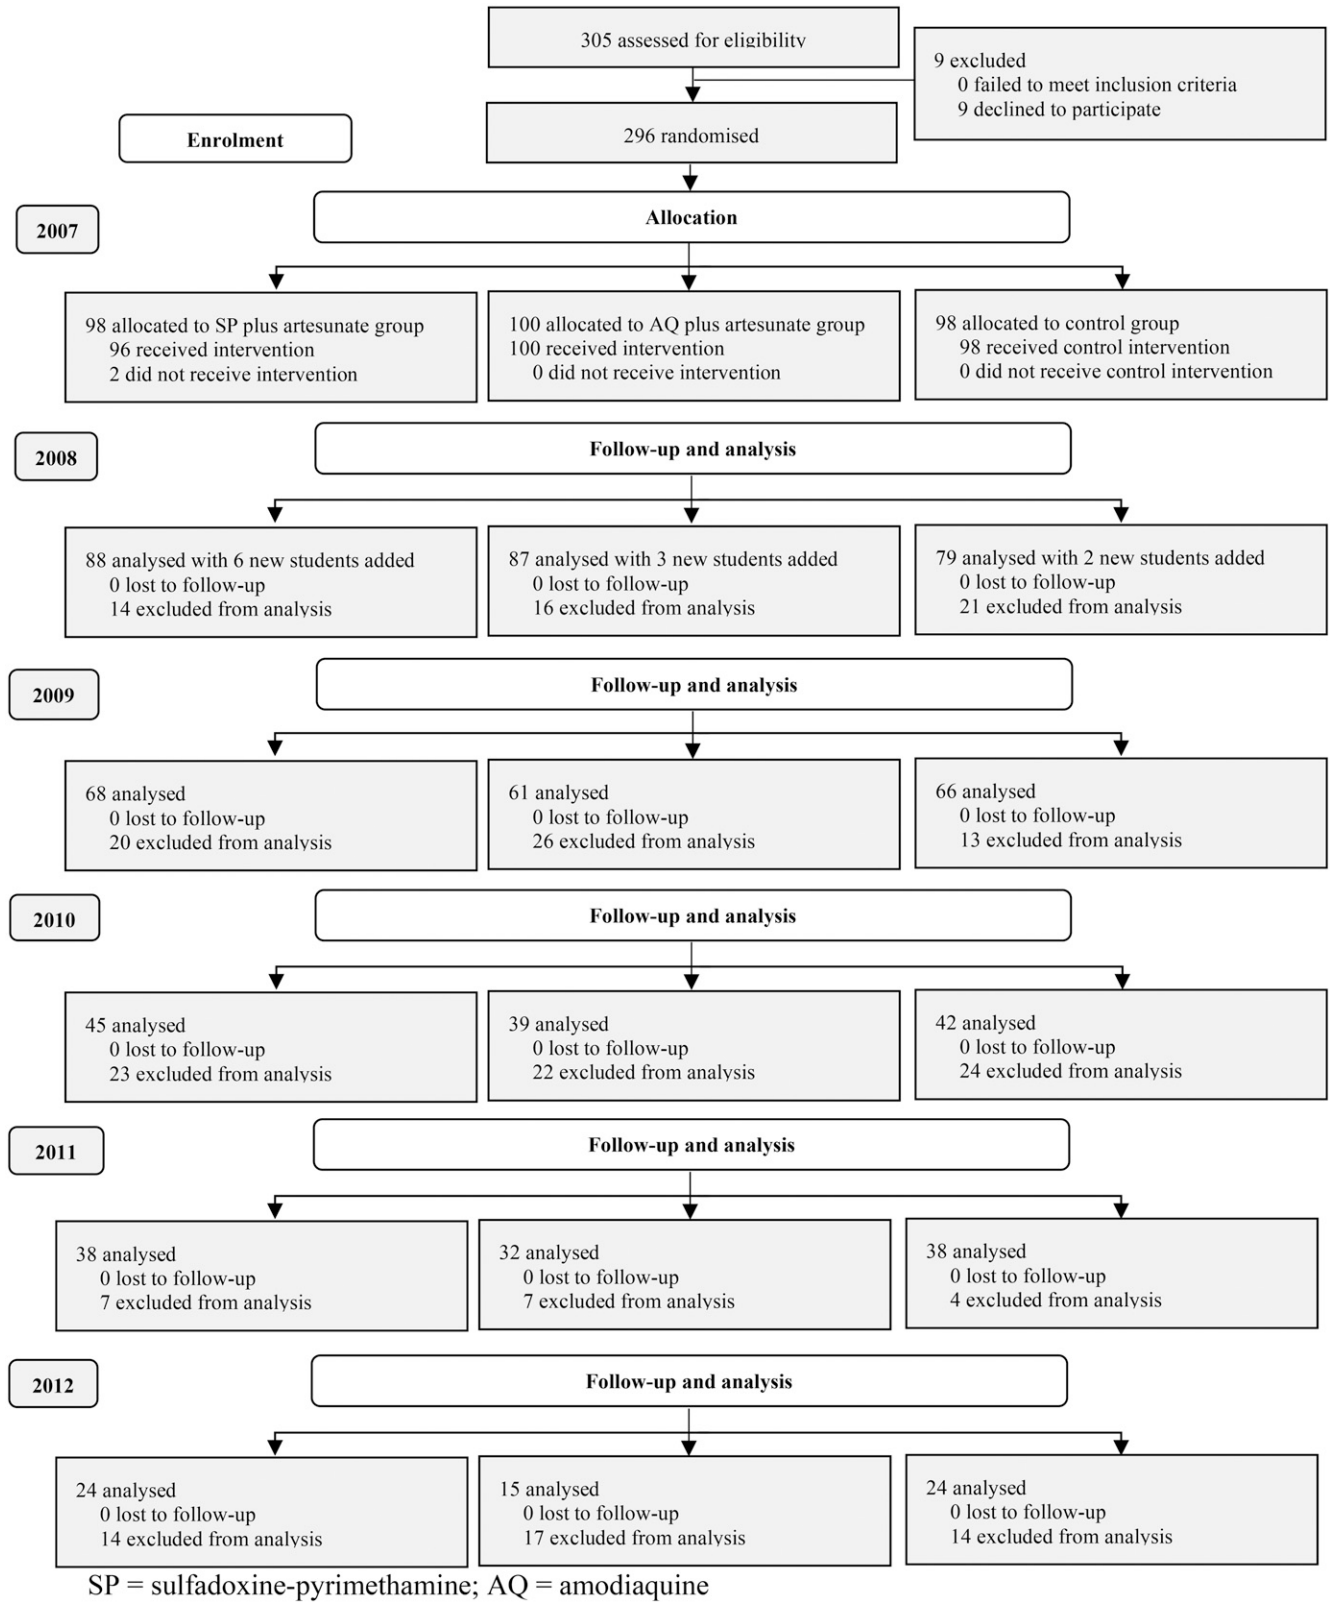 305 assessed for eligibility
9 excluded
0 failed to meet inclusion criteria
9 declined to participate
296 randomised
Enrolment
2007
Allocation
98 allocated to SP plus artesunate group
96 received intervention
2 did not receive intervention
100 allocated to AQ plus artesunate group
100 received intervention
0 did not receive intervention
98 allocated to control group
98 received control intervention
0 did not receive control intervention
2008
Follow-up and analysis
88 analysed with 6 new students added
0 lost to follow-up
14 excluded from analysis
87 analysed with 3 new students added
0 lost to follow-up
16 excluded from analysis
79 analysed with 2 new students added
0 lost to follow-up
21 excluded from analysis
2009
Follow-up and analysis
68 analysed
0 lost to follow-up
20 excluded from analysis
61 analysed
0 lost to follow-up
26 excluded from analysis
66 analysed
0 lost to follow-up
13 excluded from analysis
2010
Follow-up and analysis
45 analysed
0 lost to follow-up
23 excluded from analysis
39 analysed
0 lost to follow-up
22 excluded from analysis
42 analysed
0 lost to follow-up
24 excluded from analysis
2011
Follow-up and analysis
38 analysed
0 lost to follow-up
7 excluded from analysis
32 analysed
0 lost to follow-up
7 excluded from analysis
38 analysed
0 lost to follow-up
4 excluded from analysis
2012
Follow-up and analysis
24 analysed
0 lost to follow-up
14 excluded from analysis
15 analysed
0 lost to follow-up
17 excluded from analysis
24 analysed
0 lost to follow-up
14 excluded from analysis
SP = sulfadoxine-pyrimethamine; AQ = amodiaquine